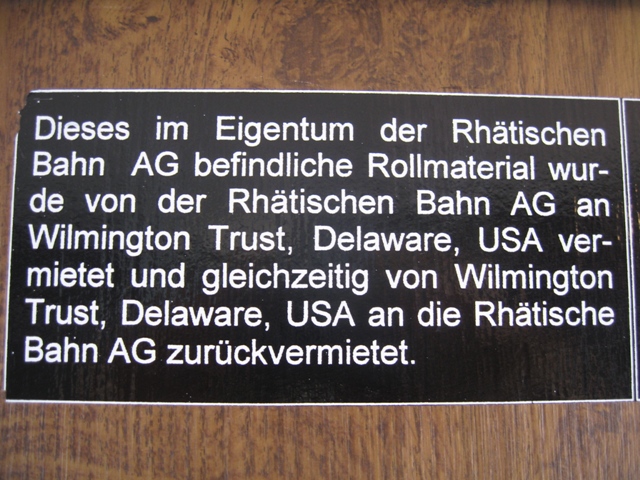 Dieses im Eigentum der Rhätischen
Bahn AG befindliche Rollmaterial wur-
de von der Rhätischen Bahn AG an
Wilmington Trust, Delaware, USA ver-
mietet und gleichzeitig von Wilmington
Trust, Delaware, USA an die Rhätische
Bahn AG zurückvermietet.